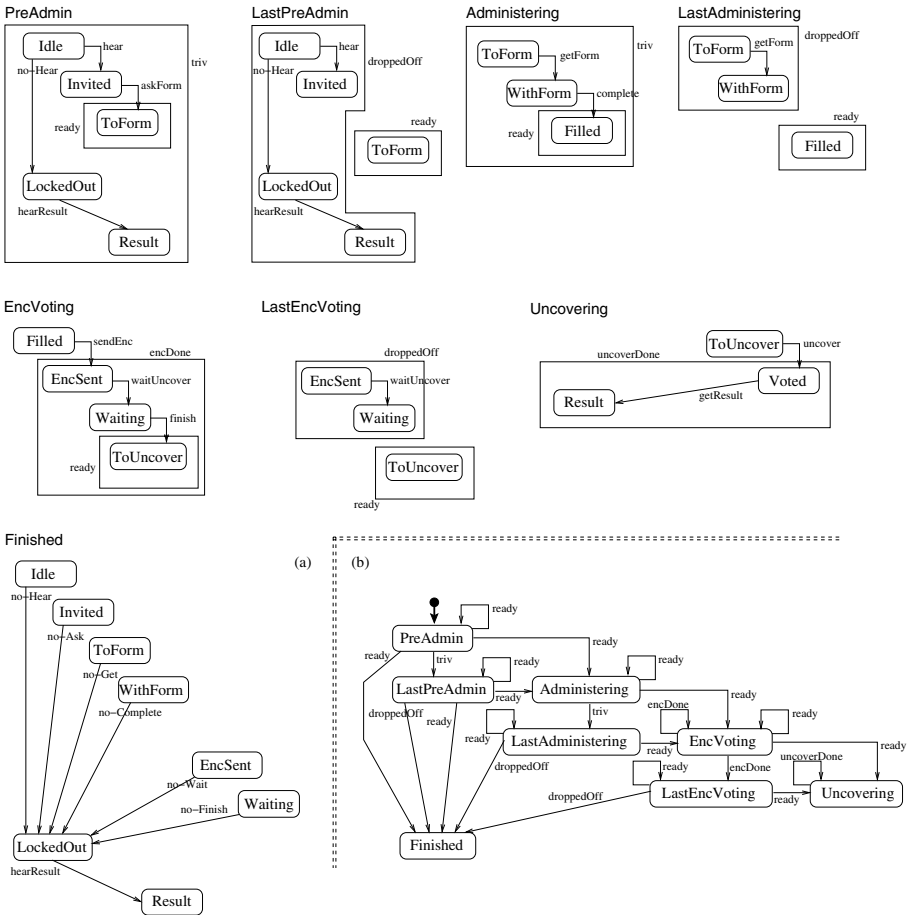 PreAdmin
Idle
hear
no-Hear
triv
Invited
askForm
ready
ToForm
LockedOut
hearResult
Result
LastPreAdmin
Idle
hear
no-Hear
droppedOff
Invited
ready
ToForm
LockedOut
hearResult
Result
Administering
ToForm
getForm
triv
WithForm
complete
ready
Filled
LastAdministering
ToForm
getForm
droppedOff
WithForm
ready
Filled
EncVoting
Filled
sendEnc
encDone
EncSent
waitUncover
Waiting
finish
ready
ToUncover
LastEncVoting
droppedOff
EncSent
waitUncover
Waiting
ToUncover
ready
Uncovering
ToUncover
uncover
uncoverDone
Voted
Result
getResult
Finished
(a)
Idle
no-Hear
Invited
no-Ask
ToForm
no-Get
WithForm
no-Complete
EncSent
no-Wait
Waiting
no-Finish
LockedOut
hearResult
Result
(b)
ready
PreAdmin
ready
ready
triv
ready
ready
LastPreAdmin
ready
Administering
droppedOff
ready
triv
ready
encDone
ready
ready
LastAdministering
ready
EncVoting
ready
droppedOff
encDone
ready
uncoverDone
droppedOff
LastEncVoting
ready
Uncovering
Finished